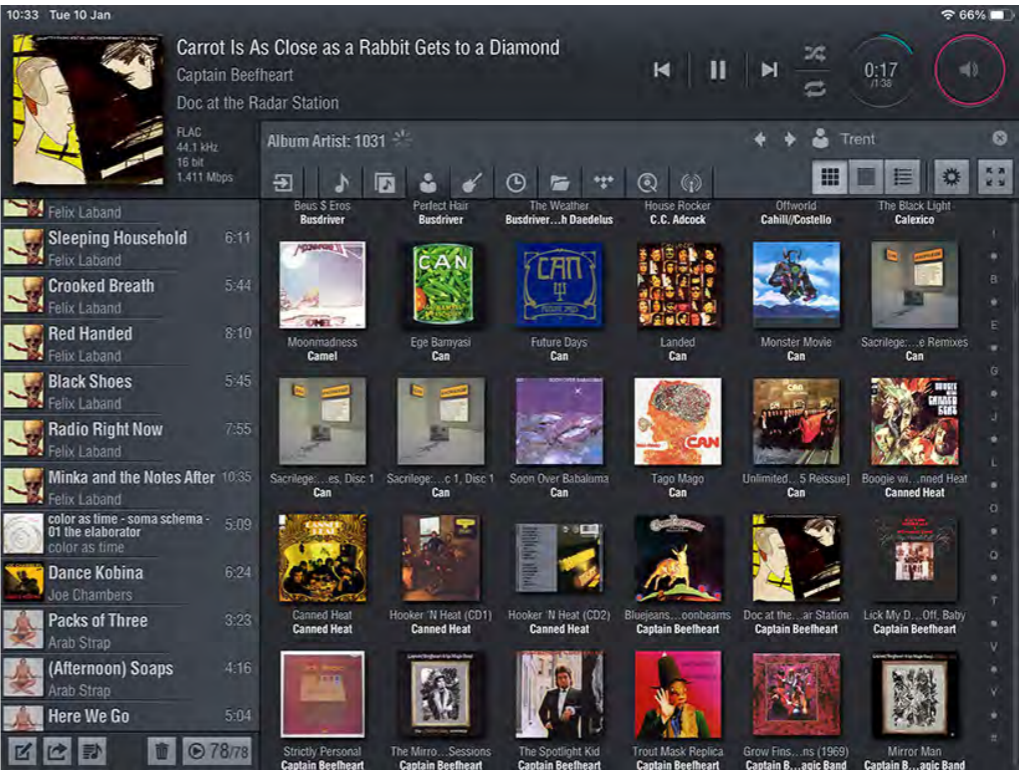 10:33 Tue 10 Jan
66%
Carrot Is As Close as a Rabbit Gets to a Diamond
Captain Beefheart
Doc at the Radar Station
0:17
/1:38
FLAC
44.1 kHz
16 bit
1.411 Mbps
Album Artist: 1031
Trent
Felix Laband
Sleeping Household 6:11
Felix Laband
Crooked Breath 5:44
Felix Laband
Red Handed 8:10
Felix Laband
Black Shoes 5:45
Felix Laband
Radio Right Now 7:55
Felix Laband
Minka and the Notes After 10:35
Felix Laband
color as time - soma schema -
01 the elaborator 5:09
color as time
Dance Kobina 6:24
Joe Chambers
Packs of Three 3:23
Arab Strap
(Afternoon) Soaps 4:16
Arab Strap
Here We Go 5:04
78/78
Beus $ Eros Perfect Hair The Weather House Rocker Offworld The Black Light
Busdriver Busdriver Busdriver…h Daedelus C.C. Adcock Cahill//Costello Calexico
CAN
CAN
Moonmadness Ege Bamyasi Future Days Landed Monster Movie Sacrilege:…e Remixes
Camel Can Can Can Can Can
CAN
Sacrilege:…es, Disc 1 Sacrilege:…c 1, Disc 1 Soon Over Babaluma Tago Mago Unlimited…5 Reissue] Boogie wi…nned Heat
Can Can Can Can Can Canned Heat
Canned Heat Hooker 'N Heat (CD1) Hooker 'N Heat (CD2) Bluejeans…oonbeams Doc at the…ar Station Lick My D…Off, Baby
Canned Heat Canned Heat Canned Heat Captain Beefheart Captain Beefheart Captain Beefheart
Strictly Personal The Mirro…Sessions The Spotlight Kid Trout Mask Replica Grow Fins…ns (1969) Mirror Man
Captain Beefheart Captain Beefheart Captain Beefheart Captain Beefheart Captain B…agic Band Captain B…agic Band
I
B
E
G
J
L
O
Q
T
V
Y
#